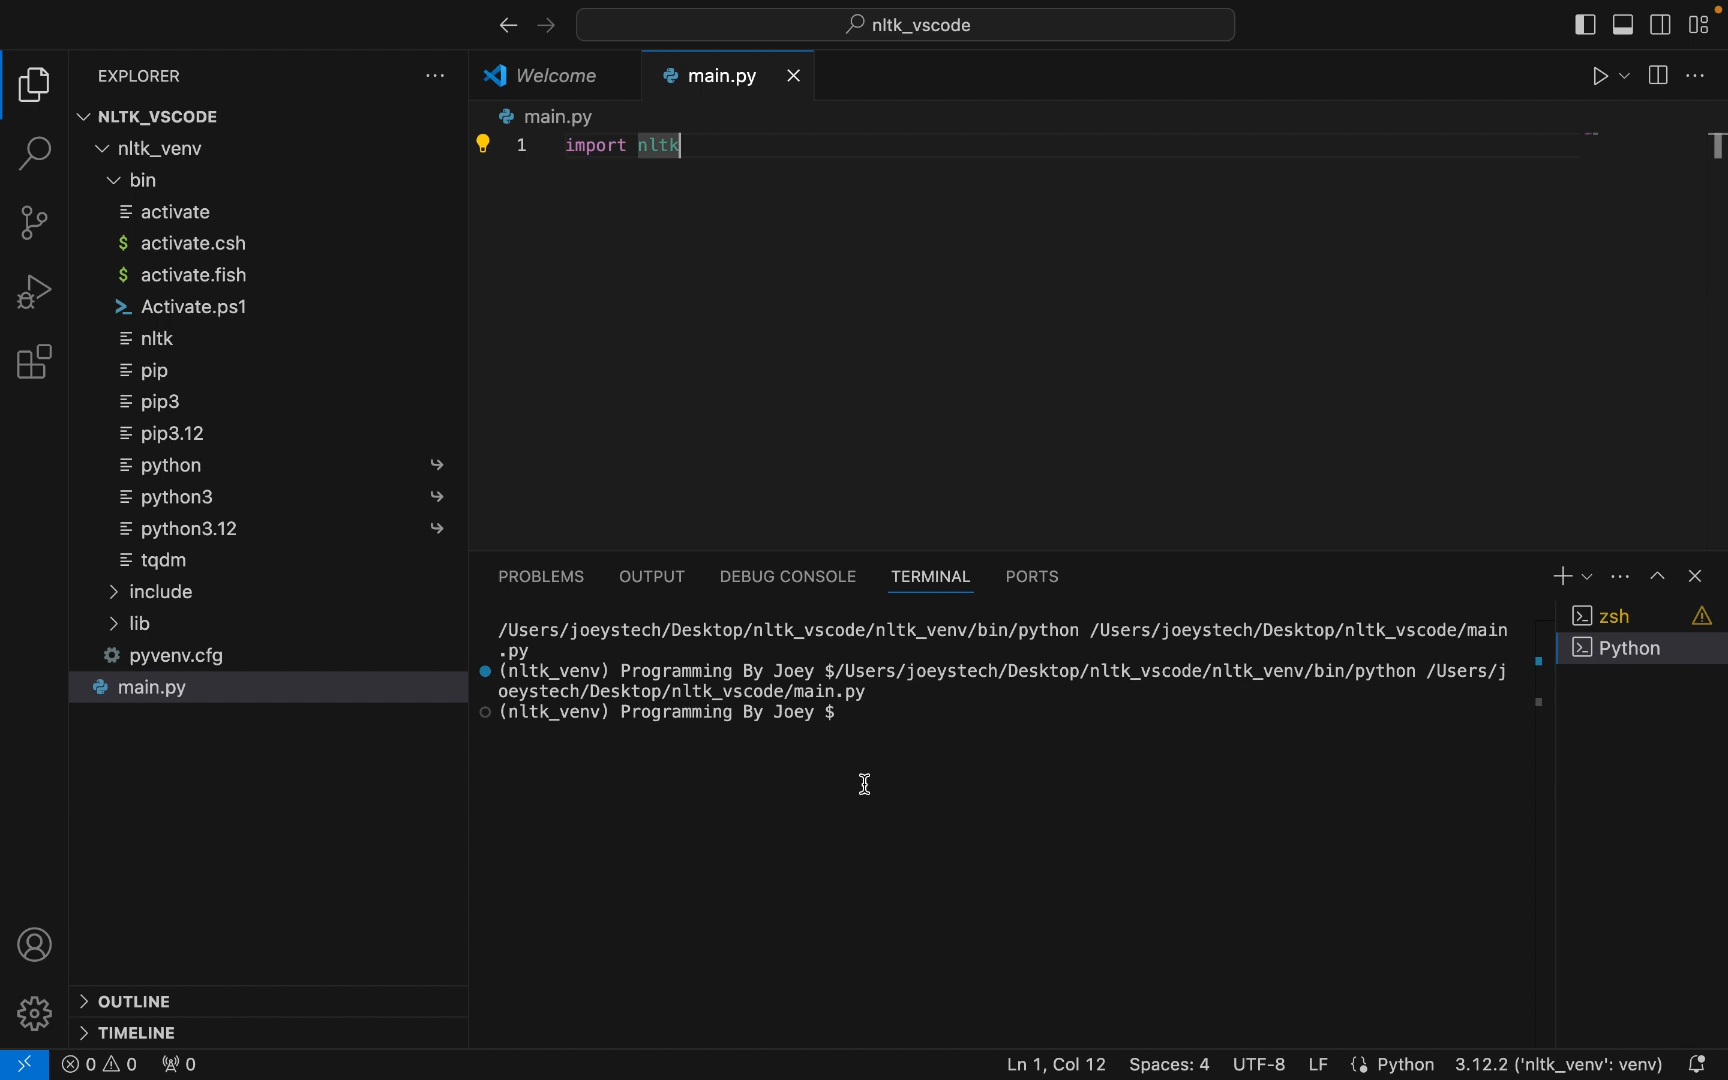 nltk_vscode
EXPLORER
NLTK_VSCODE
nltk_venv
bin
activate
$ activate.csh
$ activate.fish
Activate.ps1
nltk
pip
pip3
pip3.12
python
python3
python3.12
tqdm
include
lib
pyvenv.cfg
main.py
OUTLINE
TIMELINE
Welcome
main.py
main.py
1 import nltk
PROBLEMS OUTPUT DEBUG CONSOLE TERMINAL PORTS
/Users/joeystech/Desktop/nltk_vscode/nltk_venv/bin/python /Users/joeystech/Desktop/nltk_vscode/main
.py
(nltk_venv) Programming By Joey $/Users/joeystech/Desktop/nltk_vscode/nltk_venv/bin/python /Users/j
oeystech/Desktop/nltk_vscode/main.py
(nltk_venv) Programming By Joey $
zsh
Python
0 0 0
Ln 1, Col 12 Spaces: 4 UTF-8 LF Python 3.12.2 ('nltk_venv': venv)